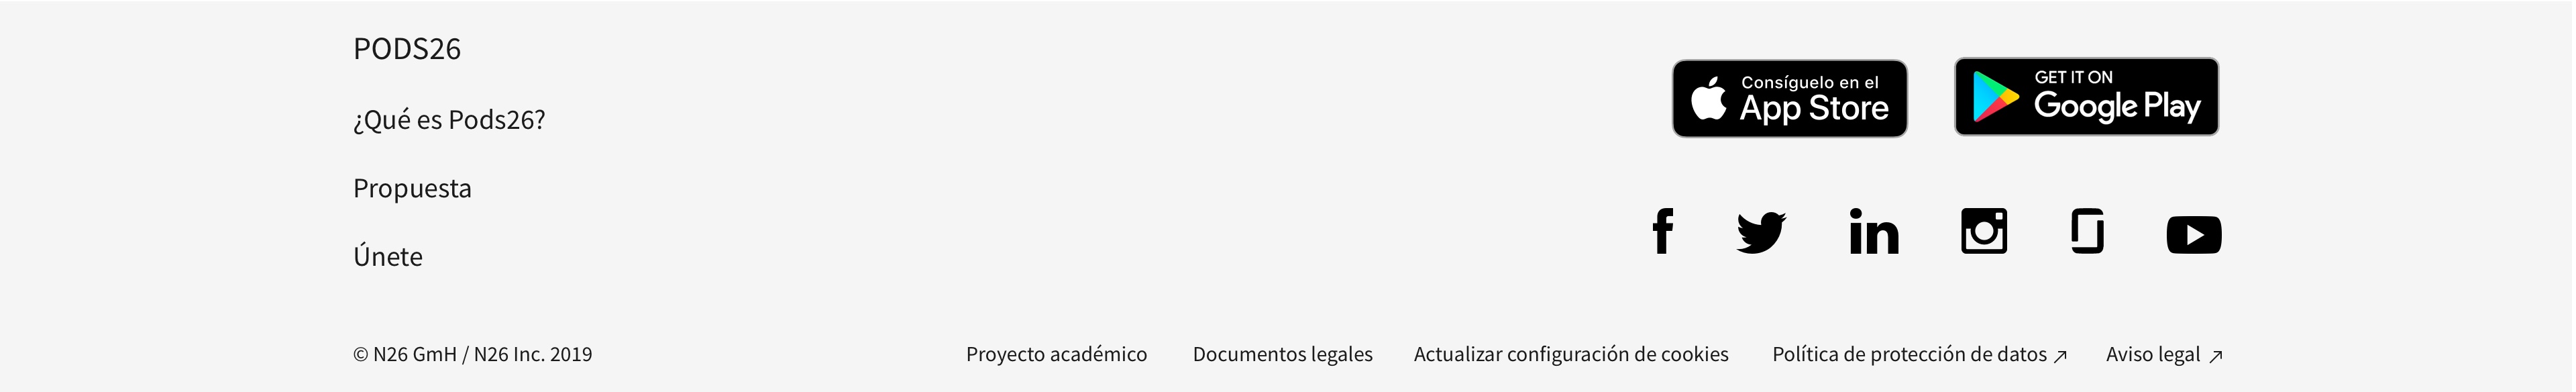 PODS26
¿Qué es Pods26?
Propuesta
Únete
Consíguelo en el
App Store
GET IT ON
Google Play
© N26 GmH / N26 Inc. 2019
Proyecto académico
Documentos legales
Actualizar configuración de cookies
Política de protección de datos
Aviso legal